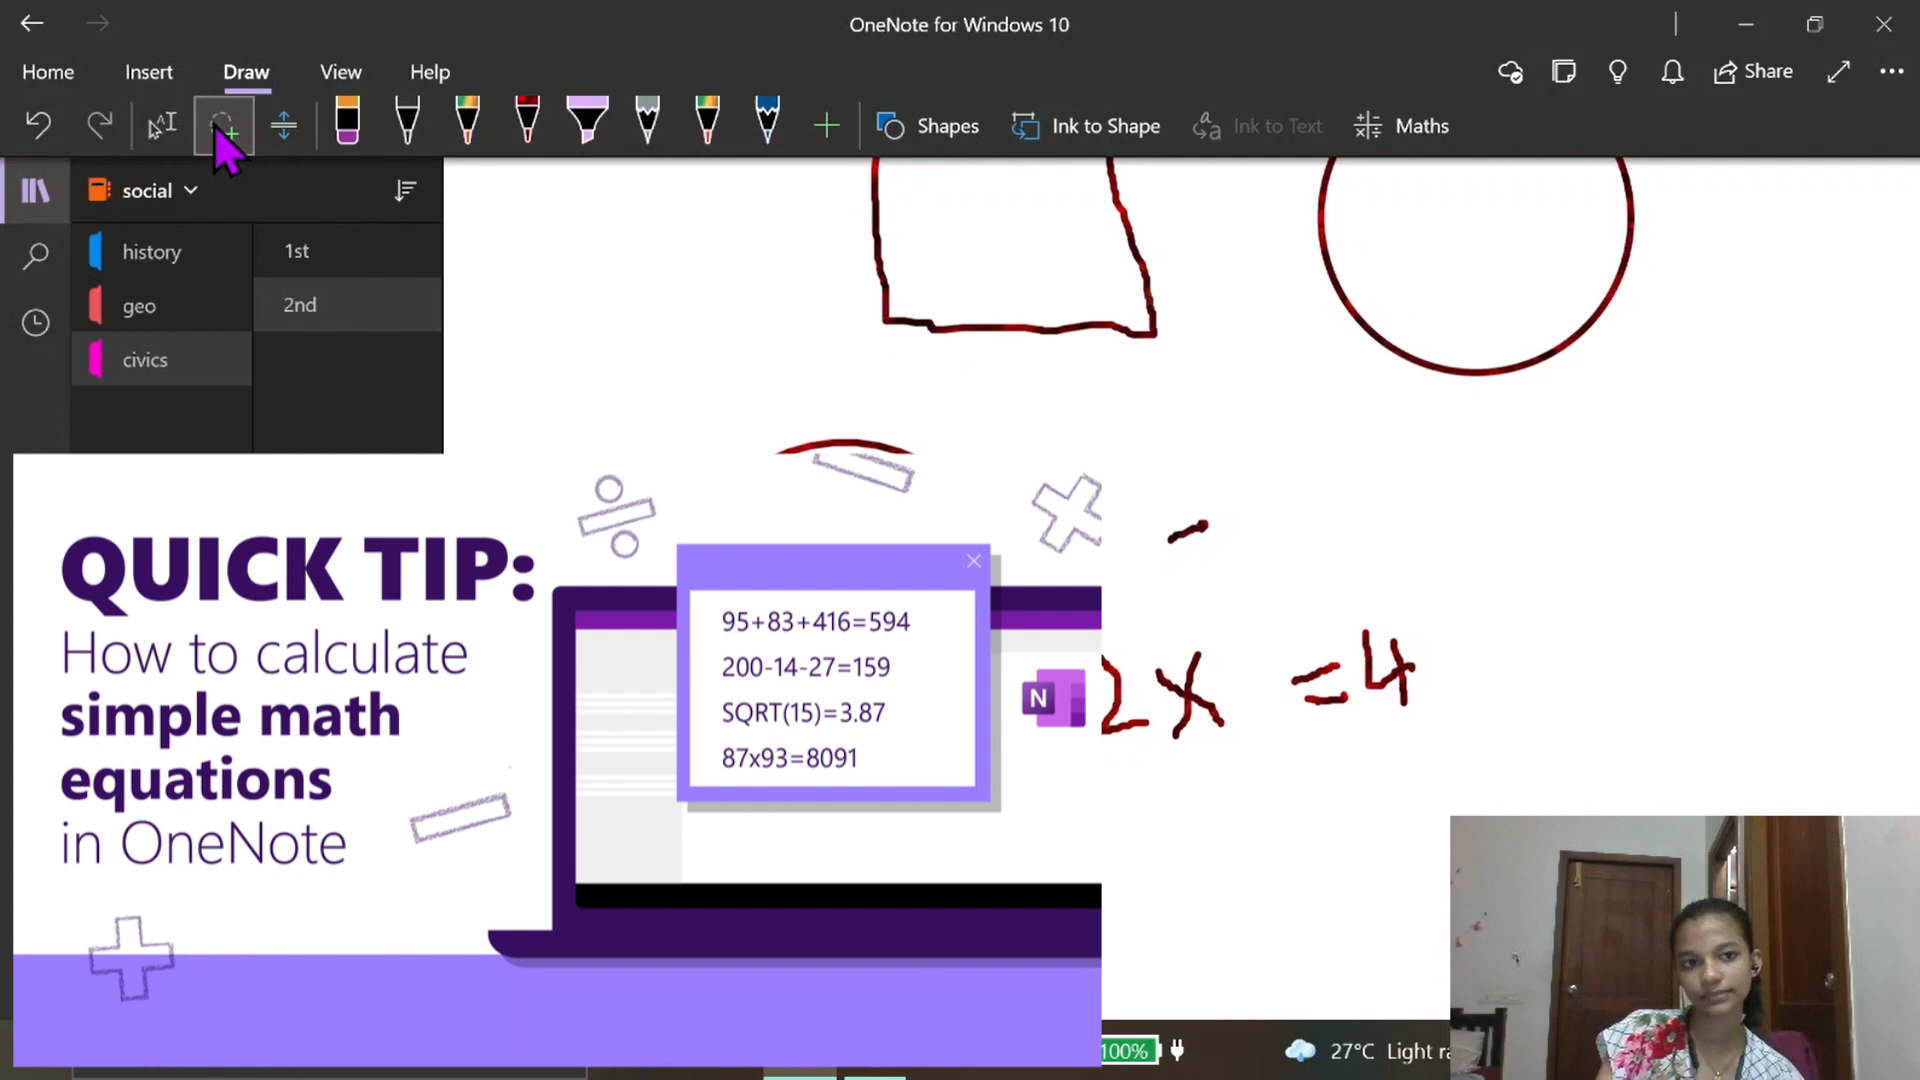 OneNote for Windows 10
Home Insert Draw View Help
Share
Shapes Ink to Shape Ink to Text Maths
social
history 1st
geo 2nd
civics
QUICK TIP:
How to calculate
simple math
equations
in OneNote
95+83+416=594
200-14-27=159
SQRT(15)=3.87
87x93=8091
N
2x =4
100%
27°C Light ra